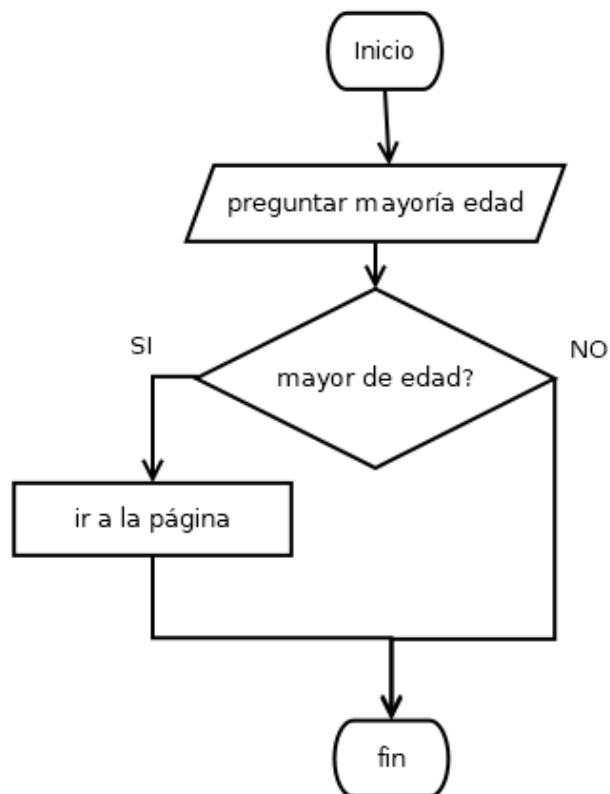 Inicio
preguntar mayoría edad
SI
NO
mayor de edad?
ir a la página
fin